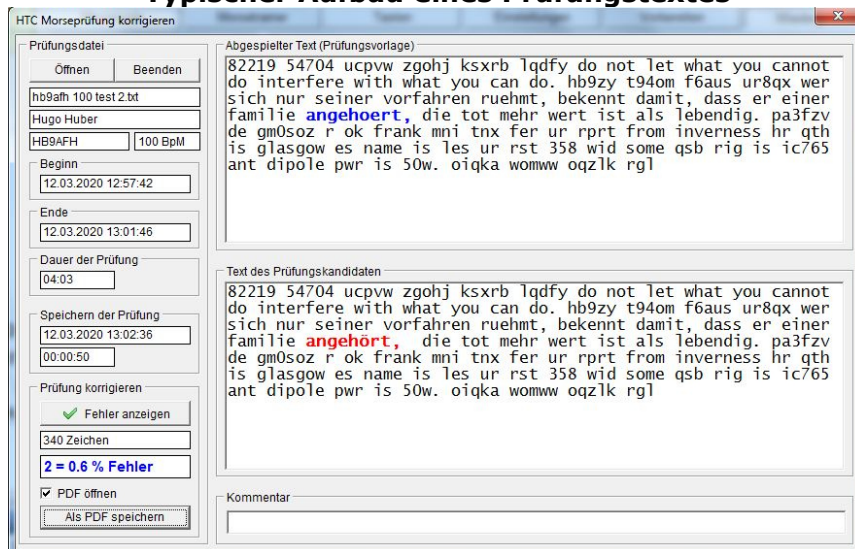 Typischer Aufbau eines Prüfungstextes
HTC Morseprüfung korrigieren
Prüfungsdatei
Öffnen
Beenden
hb9afh 100 test 2.txt
Hugo Huber
HB9AFH
100 BpM
Beginn
12.03.2020 12:57:42
Ende
12.03.2020 13:01:46
Dauer der Prüfung
04:03
Speichern der Prüfung
12.03.2020 13:02:36
00:00:50
Prüfung korrigieren
Fehler anzeigen
340 Zeichen
2 = 0.6 % Fehler
PDF öffnen
Als PDF speichern
Abgespielter Text (Prüfungsvorlage)
82219 54704 ucpvw zgohj ksxrb lqdfy do not let what you cannot
do interfere with what you can do. hb9zy t94om f6aus ur8qx wer
sich nur seiner vorfahren ruehmt, bekennt damit, dass er einer
familie angehoert, die tot mehr wert ist als lebendig. pa3fzv
de gm0soz r ok frank mni tnx fer ur rprt from inverness hr qth
is glasgow es name is les ur rst 358 wid some qsb rig is ic765
ant dipole pwr is 50w. oiqka womww oqzlk rgl
Text des Prüfungskandidaten
82219 54704 ucpvw zgohj ksxrb lqdfy do not let what you cannot
do interfere with what you can do. hb9zy t94om f6aus ur8qx wer
sich nur seiner vorfahren ruehmt, bekennt damit, dass er einer
familie angehört, die tot mehr wert ist als lebendig. pa3fzv
de gm0soz r ok frank mni tnx fer ur rprt from inverness hr qth
is glasgow es name is les ur rst 358 wid some qsb rig is ic765
ant dipole pwr is 50w. oiqka womww oqzlk rgl
Kommentar